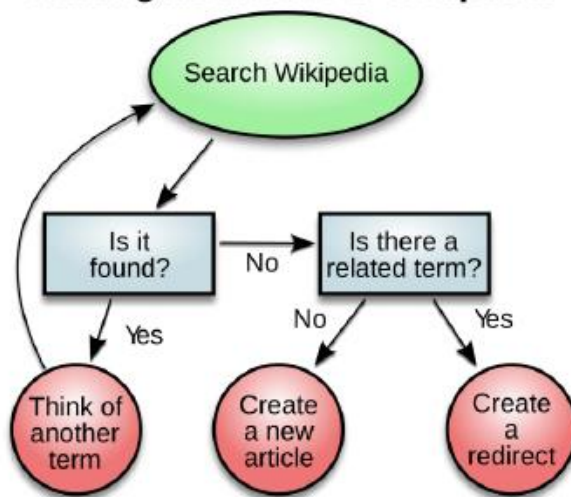 Search Wikipedia
Is it
found?
No
Is there a
related term?
Yes
No
Yes
Think of
another
term
Create
a new
article
Create
a
redirect